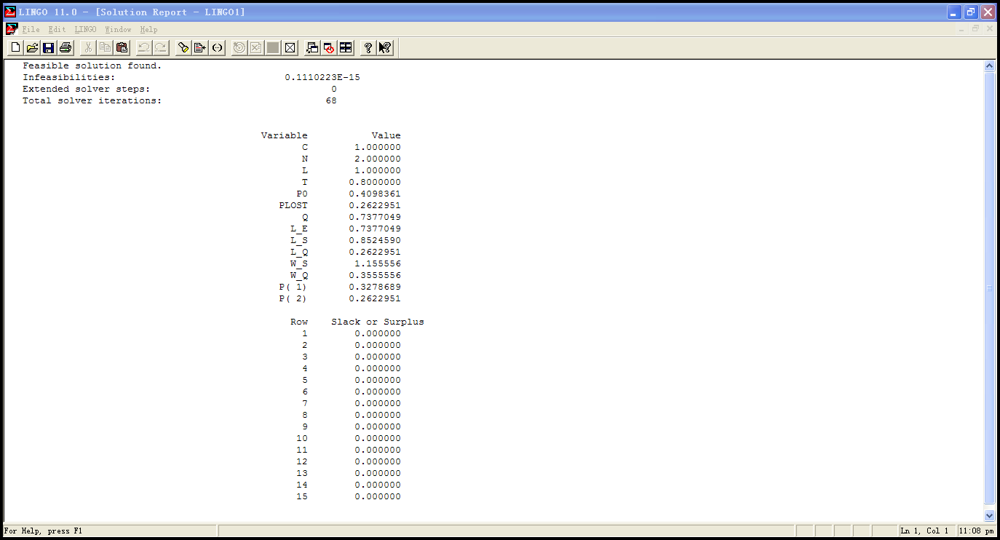 LINGO 11.0 - [Solution Report - LINGO1]
File Edit LINGO Window Help
Feasible solution found.
Infeasibilities: 0.1110223E-15
Extended solver steps: 0
Total solver iterations: 68
Variable Value
C 1.000000
N 2.000000
L 1.000000
T 0.8000000
P0 0.4098361
PLOST 0.2622951
Q 0.7377049
L_E 0.7377049
L_S 0.8524590
L_Q 0.2622951
W_S 1.155556
W_Q 0.3555556
P( 1) 0.3278689
P( 2) 0.2622951
Row Slack or Surplus
1 0.000000
2 0.000000
3 0.000000
4 0.000000
5 0.000000
6 0.000000
7 0.000000
8 0.000000
9 0.000000
10 0.000000
11 0.000000
12 0.000000
13 0.000000
14 0.000000
15 0.000000
For Help, press F1 Ln 1, Col 1 11:08 pm